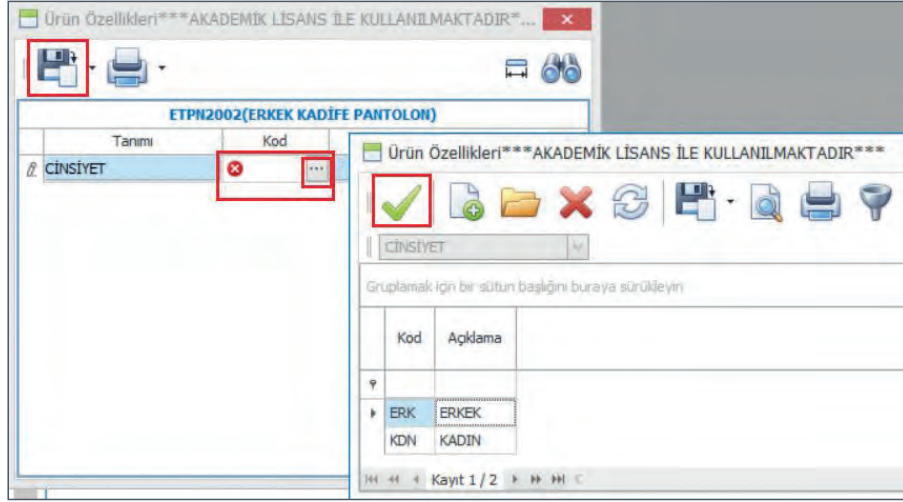 Ürün Özellikleri***AKADEMİK LİSANS İLE KULLANILMAKTADIR*...
ETPN2002(ERKEK KADİFE PANTOLON)
Tanımı Kod
CİNSİYET
Ürün Özellikleri***AKADEMİK LİSANS İLE KULLANILMAKTADIR***
CİNSİYET
Gruplamak için bir sütun başlığını buraya sürükleyin
Kod Açıklama
ERK ERKEK
KDN KADIN
Kayıt 1 / 2